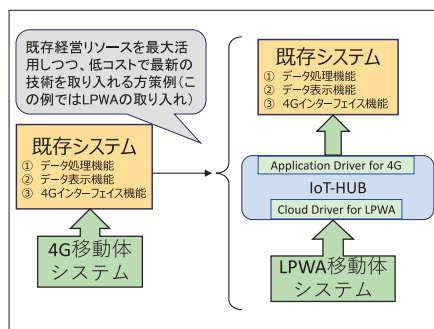 既存経営リソースを最大活
用しつつ、低コストで最新の
技術を取り入れる方策例(こ
の例ではLPWAの取り入れ)
既存システム
① データ処理機能
② データ表示機能
③ 4Gインターフェイス機能
4G移動体
システム
既存システム
① データ処理機能
② データ表示機能
③ 4Gインターフェイス機能
Application Driver for 4G
IoT-HUB
Cloud Driver for LPWA
LPWA移動体
システム